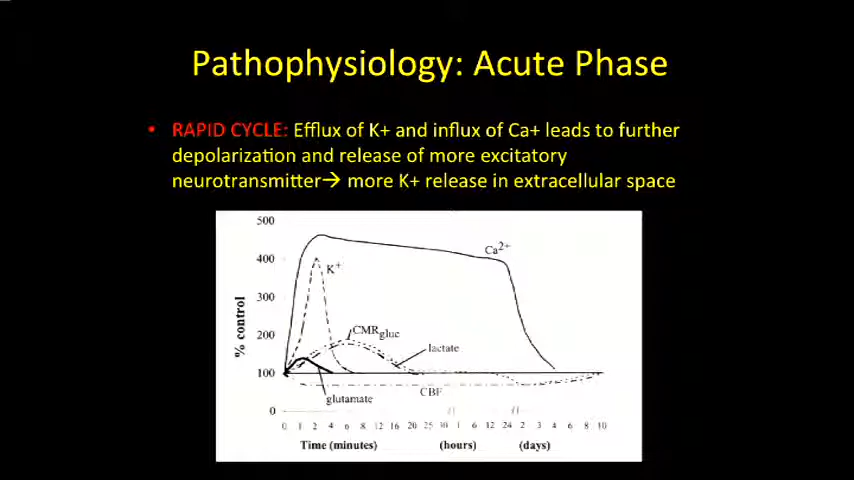 Pathophysiology: Acute Phase
• RAPID CYCLE: Efflux of K+ and influx of Ca+ leads to further
depolarization and release of more excitatory
neurotransmitter→ more K+ release in extracellular space
500
400
300
200
100
0
% control
Ca2+
K+
CMRgluc
lactate
glutamate
CBF
0 1 2 4 6 8 12 16 20 25 30 1 6 12 24 2 3 4 6 8 10
Time (minutes) (hours) (days)